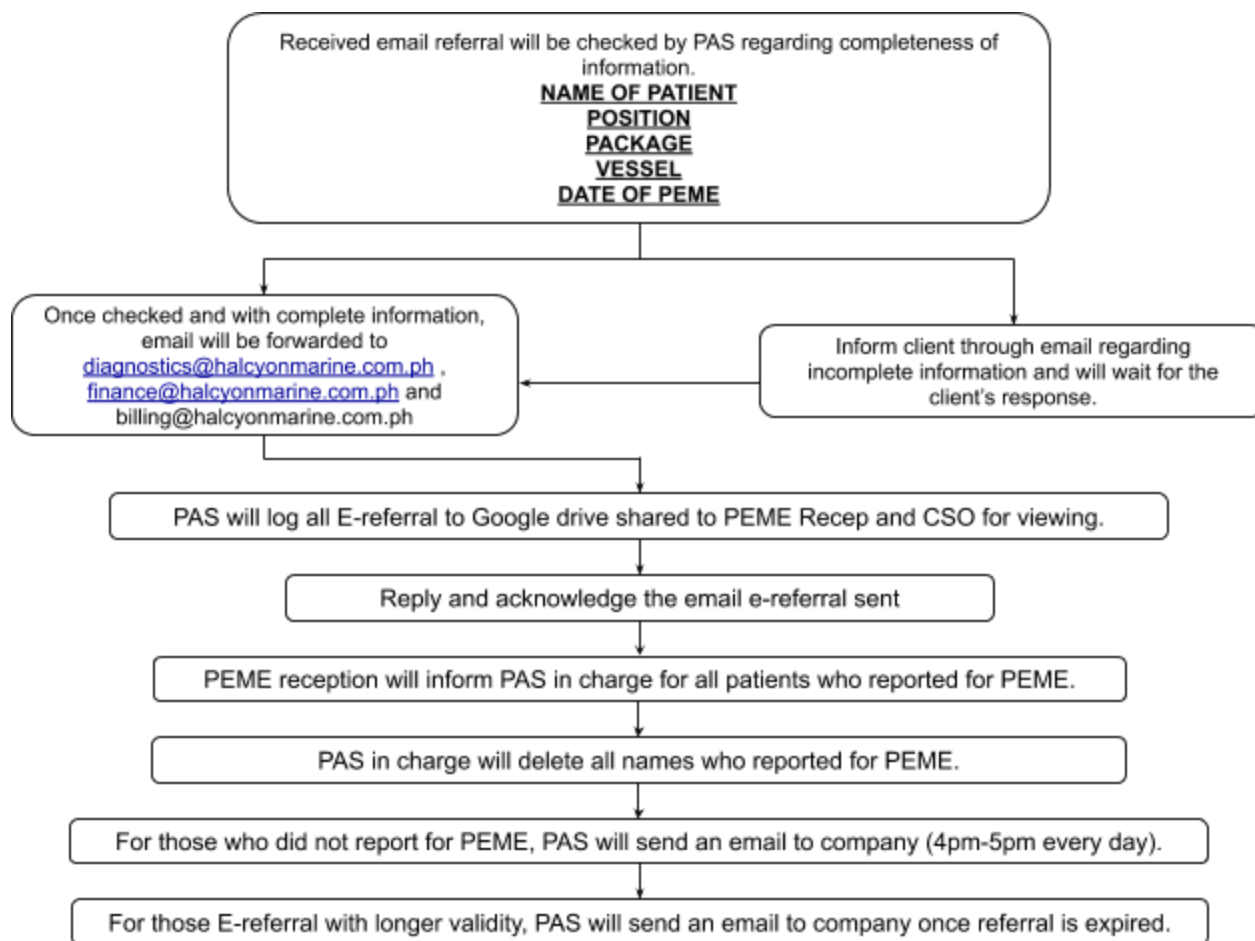 Received email referral will be checked by PAS regarding completeness of
information.
NAME OF PATIENT
POSITION
PACKAGE
VESSEL
DATE OF PEME
Once checked and with complete information,
email will be forwarded to
diagnostics@halcyonmarine.com.ph ,
finance@halcyonmarine.com.ph and
billing@halcyonmarine.com.ph
Inform client through email regarding
incomplete information and will wait for the
client's response.
PAS will log all E-referral to Google drive shared to PEME Recep and CSO for viewing.
Reply and acknowledge the email e-referral sent
PEME reception will inform PAS in charge for all patients who reported for PEME.
PAS in charge will delete all names who reported for PEME.
For those who did not report for PEME, PAS will send an email to company (4pm-5pm every day).
For those E-referral with longer validity, PAS will send an email to company once referral is expired.